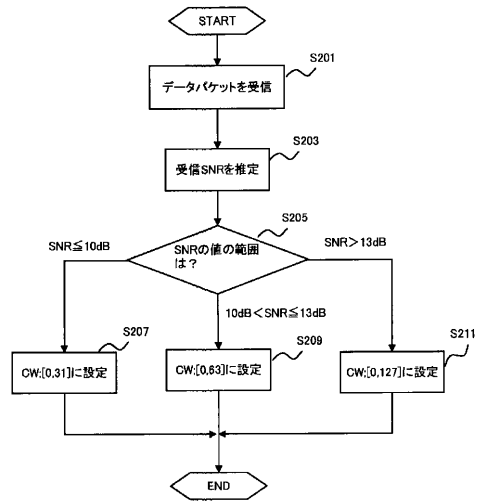 START
S201
データパケットを受信
S203
受信SNRを推定
S205
SNRの値の範囲
は？
SNR≦10dB
SNR＞13dB
10dB＜SNR≦13dB
S207
S209
S211
CW;[0,31]に設定
CW;[0,63]に設定
CW;[0,127]に設定
END